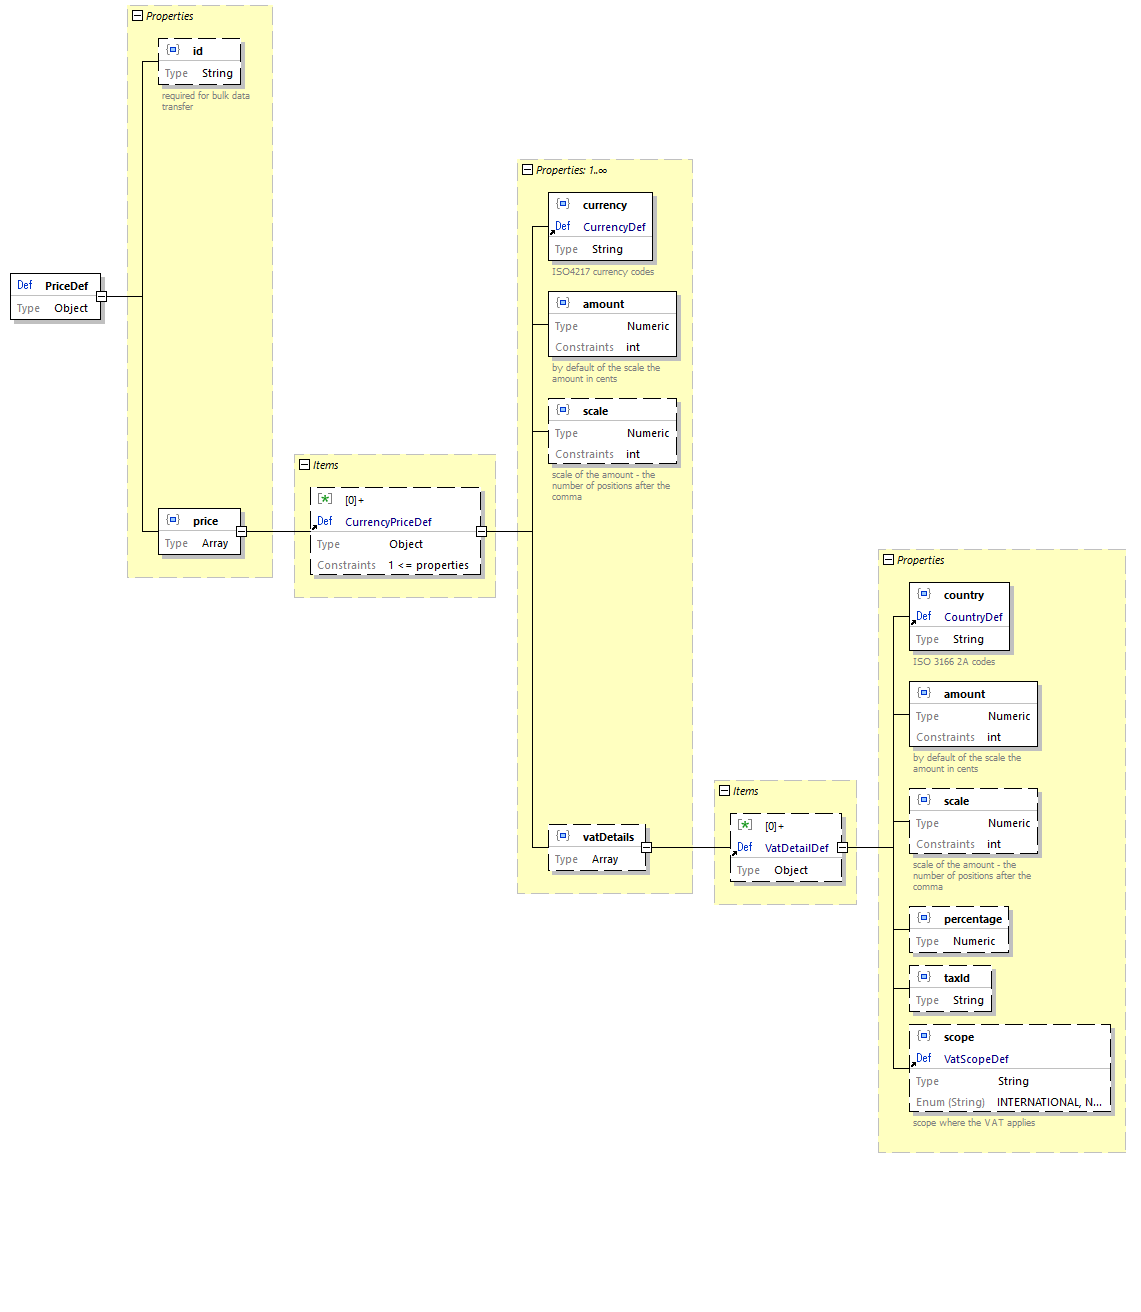 Properties
id
Type String
required for bulk data
transfer
Def PriceDef
Type Object
price
Type Array
Items
[0]+
Def CurrencyPriceDef
Type Object
Constraints 1 <= properties
Properties: 1..∞
currency
Def CurrencyDef
Type String
ISO4217 currency codes
amount
Type Numeric
Constraints int
by default of the scale the
amount in cents
scale
Type Numeric
Constraints int
scale of the amount - the
number of positions after the
comma
vatDetails
Type Array
Items
[0]+
Def VatDetailDef
Type Object
Properties
country
Def CountryDef
Type String
ISO 3166 2A codes
amount
Type Numeric
Constraints int
by default of the scale the
amount in cents
scale
Type Numeric
Constraints int
scale of the amount - the
number of positions after the
comma
percentage
Type Numeric
taxId
Type String
scope
Def VatScopeDef
Type String
Enum (String) INTERNATIONAL, N...
scope where the VAT applies